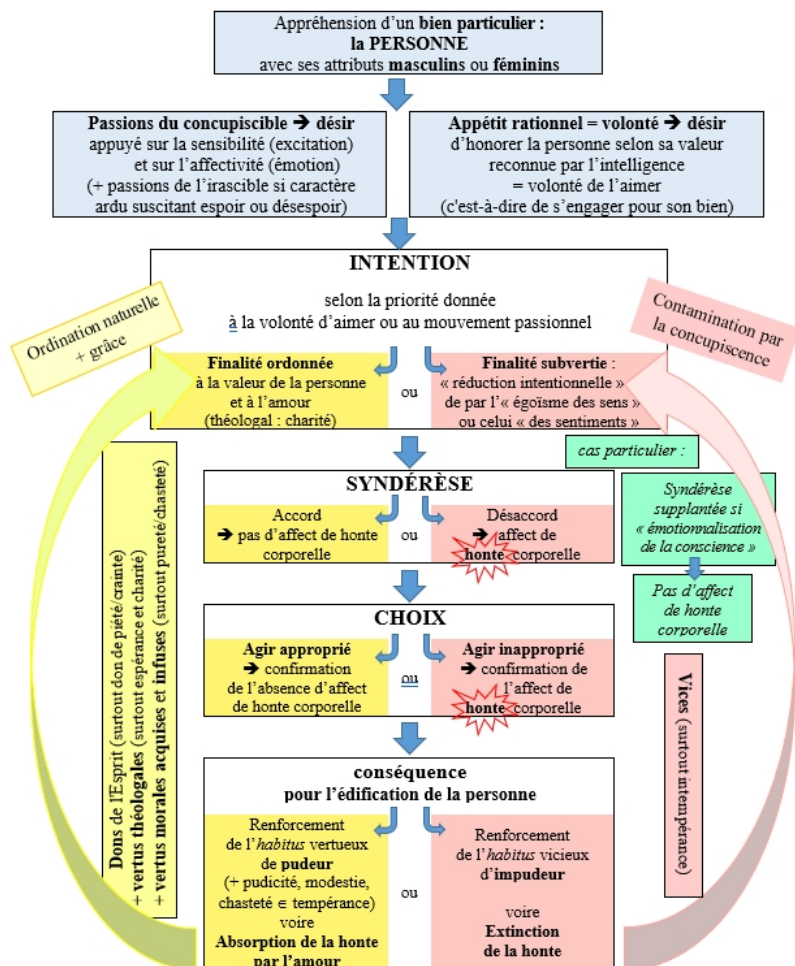 Appréhension d'un bien particulier :
la PERSONNE
avec ses attributs masculins ou féminins
Passions du concupiscible ➔ désir
appuyé sur la sensibilité (excitation)
et sur l'affectivité (émotion)
(+ passions de l'irascible si caractère
ardu suscitant espoir ou désespoir)
Appétit rationnel = volonté ➔ désir
d'honorer la personne selon sa valeur
reconnue par l'intelligence
= volonté de l'aimer
(c'est-à-dire de s'engager pour son bien)
INTENTION
selon la priorité donnée
à la volonté d'aimer ou au mouvement passionnel
Ordination naturelle
+ grâce
Contamination par
la concupiscence
Finalité ordonnée
à la valeur de la personne
et à l'amour
(théologal : charité)
ou
Finalité subvertie :
« réduction intentionnelle »
de par l'« égoïsme des sens »
ou celui « des sentiments »
cas particulier :
Syndérèse
supplantée si
« émotionnalisation
de la conscience »
Pas d'affect
de honte
corporelle
SYNDÉRÈSE
Accord
➔ pas d'affect de honte
corporelle
ou
Désaccord
➔ affect de
honte corporelle
CHOIX
Agir approprié
➔ confirmation
de l'absence d'affect
de honte corporelle
ou
Agir inapproprié
➔ confirmation de
l'affect de
honte corporelle
Dons de l'Esprit (surtout don de piété/crainte)
+ vertus théologales (surtout espérance et charité)
+ vertus morales acquises et infuses (surtout pureté/chasteté)
Vices (surtout intempérance)
conséquence
pour l'édification de la personne
Renforcement
de l'habitus vertueux
de pudeur
(+ pudicité, modestie,
chasteté ∈ tempérance)
voire
Absorption de la honte
par l'amour
ou
Renforcement
de l'habitus vicieux
d'impudeur
voire
Extinction
de la honte